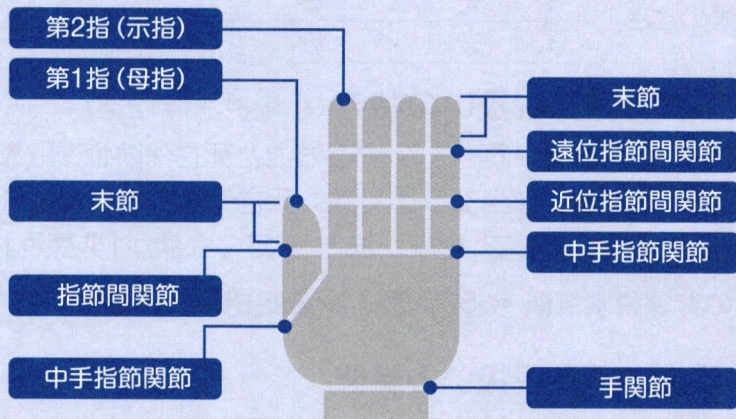 第2指（示指）
第1指（母指）
末節
指節間関節
中手指節関節
末節
遠位指節間関節
近位指節間関節
中手指節関節
手関節